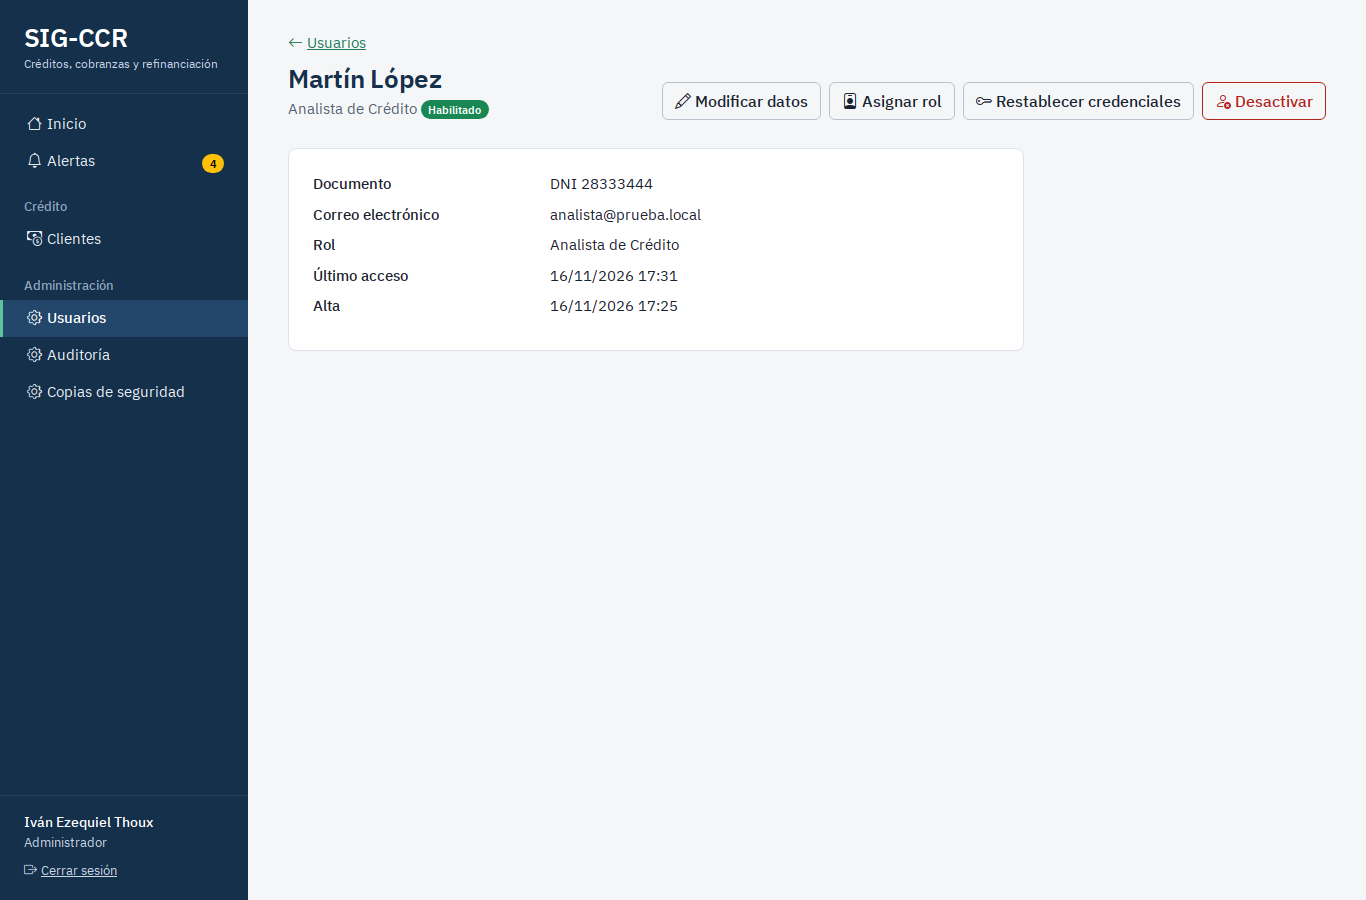 SIG-CCR
Créditos, cobranzas y refinanciación
Inicio
Alertas 4
Crédito
Clientes
Administración
Usuarios
Auditoría
Copias de seguridad
Iván Ezequiel Thoux
Administrador
Cerrar sesión
← Usuarios
Martín López
Analista de Crédito Habilitado
Modificar datos Asignar rol Restablecer credenciales Desactivar
Documento DNI 28333444
Correo electrónico analista@prueba.local
Rol Analista de Crédito
Último acceso 16/11/2026 17:31
Alta 16/11/2026 17:25